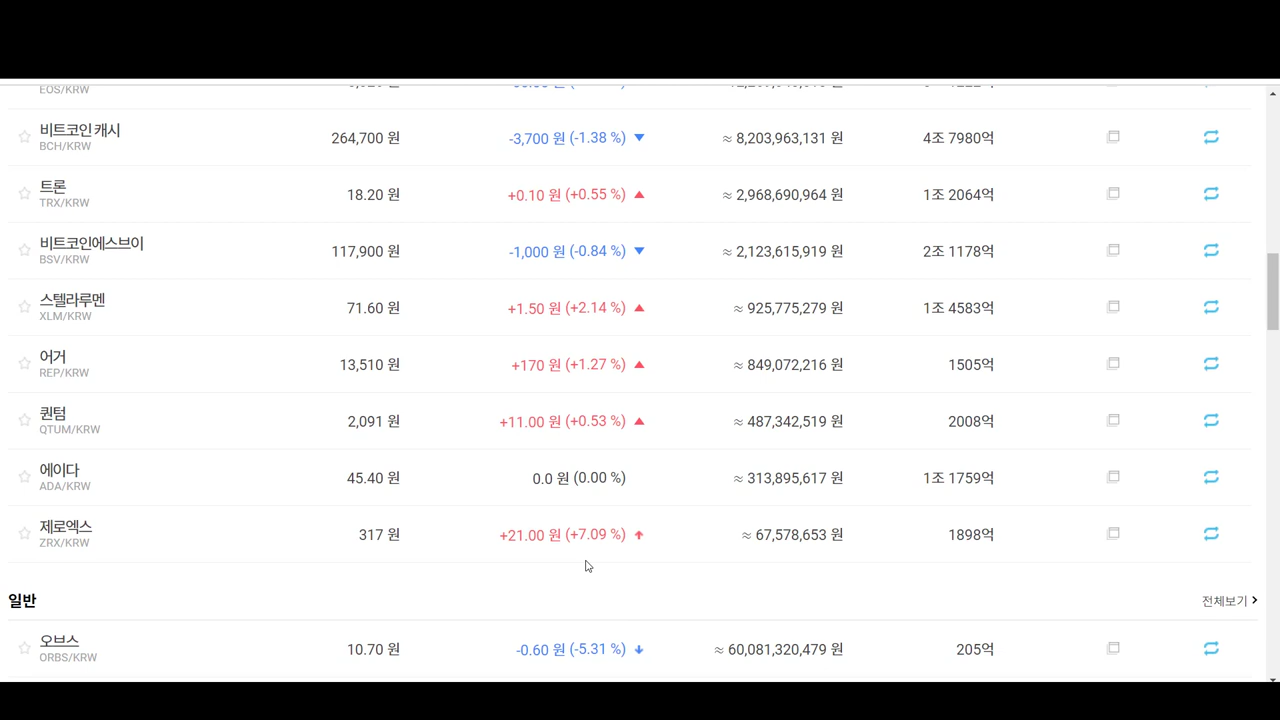 EOS/KRW
비트코인 캐시 264,700 원 -3,700 원 (-1.38 %) ▼ ≈ 8,203,963,131 원 4조 7980억
BCH/KRW
트론 18.20 원 +0.10 원 (+0.55 %) ▲ ≈ 2,968,690,964 원 1조 2064억
TRX/KRW
비트코인에스브이 117,900 원 -1,000 원 (-0.84 %) ▼ ≈ 2,123,615,919 원 2조 1178억
BSV/KRW
스텔라루멘 71.60 원 +1.50 원 (+2.14 %) ▲ ≈ 925,775,279 원 1조 4583억
XLM/KRW
어거 13,510 원 +170 원 (+1.27 %) ▲ ≈ 849,072,216 원 1505억
REP/KRW
퀀텀 2,091 원 +11.00 원 (+0.53 %) ▲ ≈ 487,342,519 원 2008억
QTUM/KRW
에이다 45.40 원 0.0 원 (0.00 %) ≈ 313,895,617 원 1조 1759억
ADA/KRW
제로엑스 317 원 +21.00 원 (+7.09 %) ≈ 67,578,653 원 1898억
ZRX/KRW
일반 전체보기
오브스 10.70 원 -0.60 원 (-5.31 %) ≈ 60,081,320,479 원 205억
ORBS/KRW